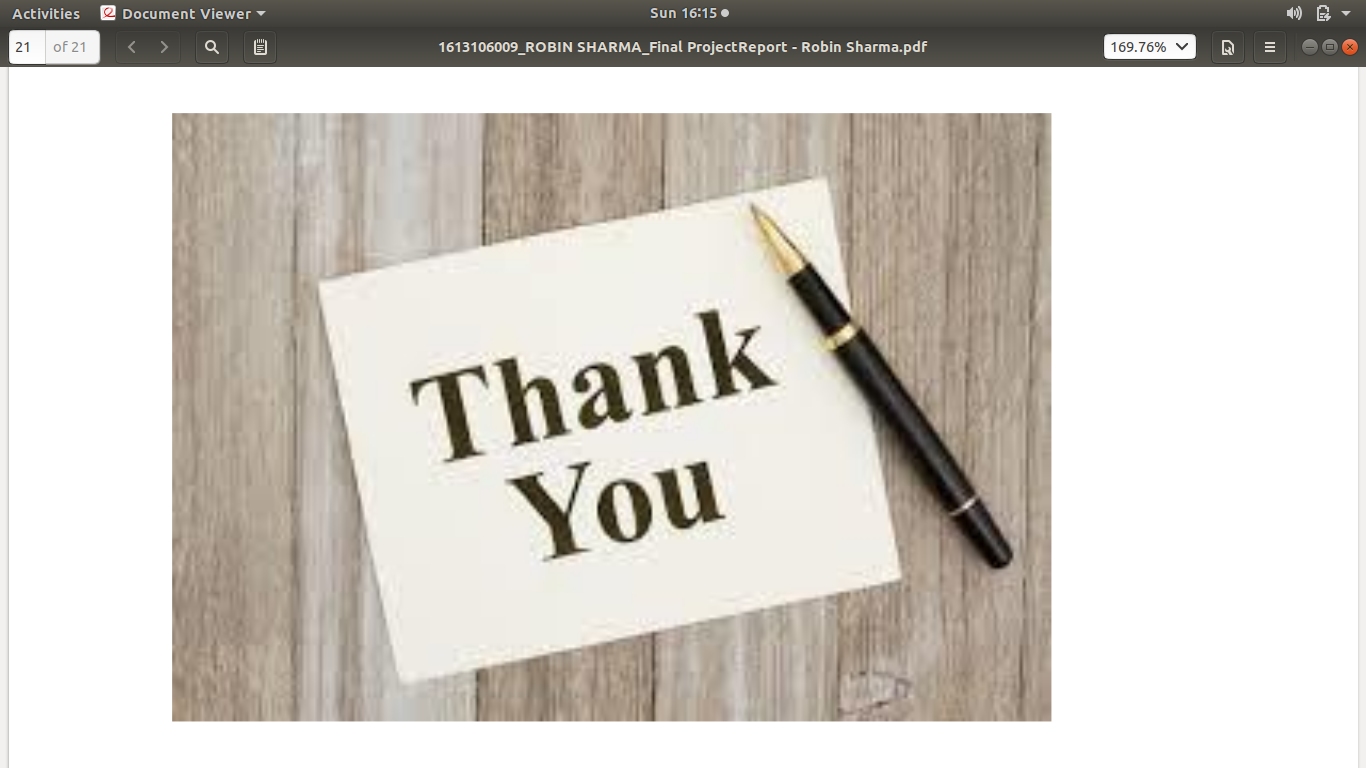 Activities Document Viewer Sun 16:15
21 of 21 1613106009_ROBIN SHARMA_Final ProjectReport - Robin Sharma.pdf 169.76%
Thank
You